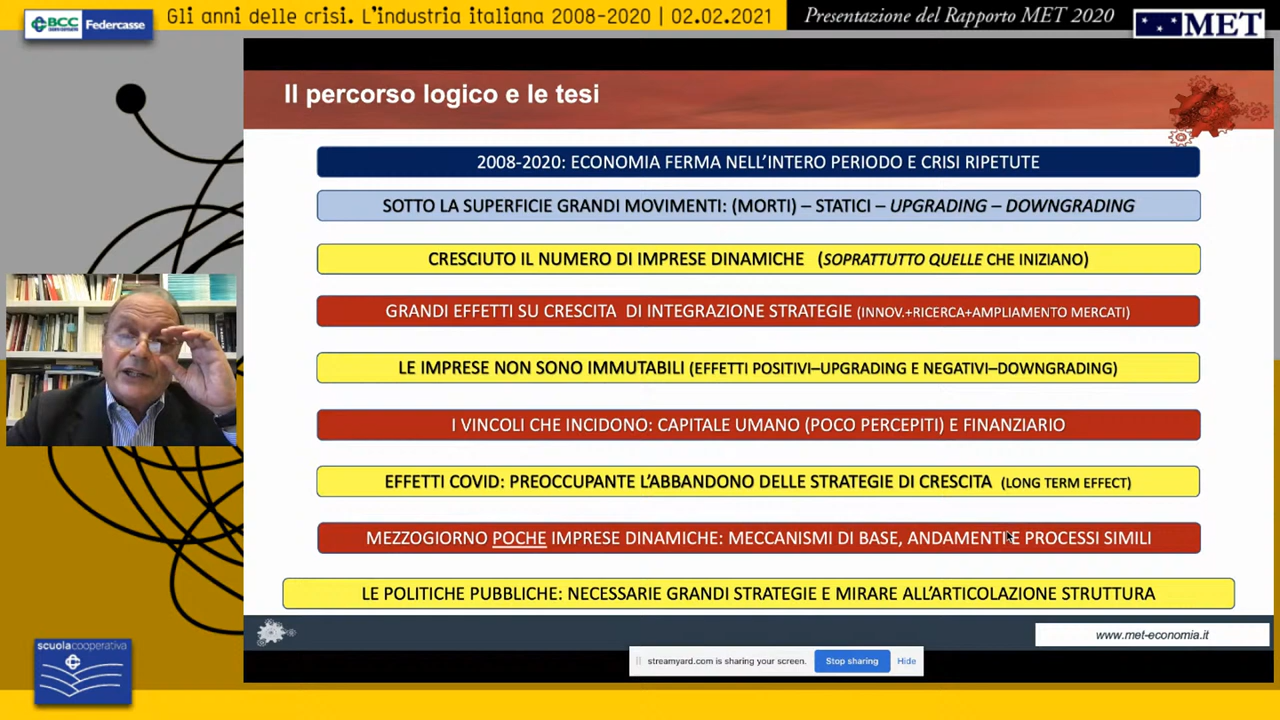 Gli anni delle crisi. L'industria italiana 2008-2020 | 02.02.2021
Presentazione del Rapporto MET 2020
BCC
Federcasse
MET
Il percorso logico e le tesi
2008-2020: ECONOMIA FERMA NELL'INTERO PERIODO E CRISI RIPETUTE
SOTTO LA SUPERFICIE GRANDI MOVIMENTI: (MORTI) – STATICI – UPGRADING – DOWNGRADING
CRESCIUTO IL NUMERO DI IMPRESE DINAMICHE (SOPRATTUTTO QUELLE CHE INIZIANO)
GRANDI EFFETTI SU CRESCITA DI INTEGRAZIONE STRATEGIE (INNOV.+RICERCA+AMPLIAMENTO MERCATI)
LE IMPRESE NON SONO IMMUTABILI (EFFETTI POSITIVI–UPGRADING E NEGATIVI–DOWNGRADING)
I VINCOLI CHE INCIDONO: CAPITALE UMANO (POCO PERCEPITI) E FINANZIARIO
EFFETTI COVID: PREOCCUPANTE L'ABBANDONO DELLE STRATEGIE DI CRESCITA (LONG TERM EFFECT)
MEZZOGIORNO POCHE IMPRESE DINAMICHE: MECCANISMI DI BASE, ANDAMENTI E PROCESSI SIMILI
LE POLITICHE PUBBLICHE: NECESSARIE GRANDI STRATEGIE E MIRARE ALL'ARTICOLAZIONE STRUTTURA
www.met-economia.it
streamyard.com is sharing your screen.
Stop sharing
Hide
scuolacooperativa